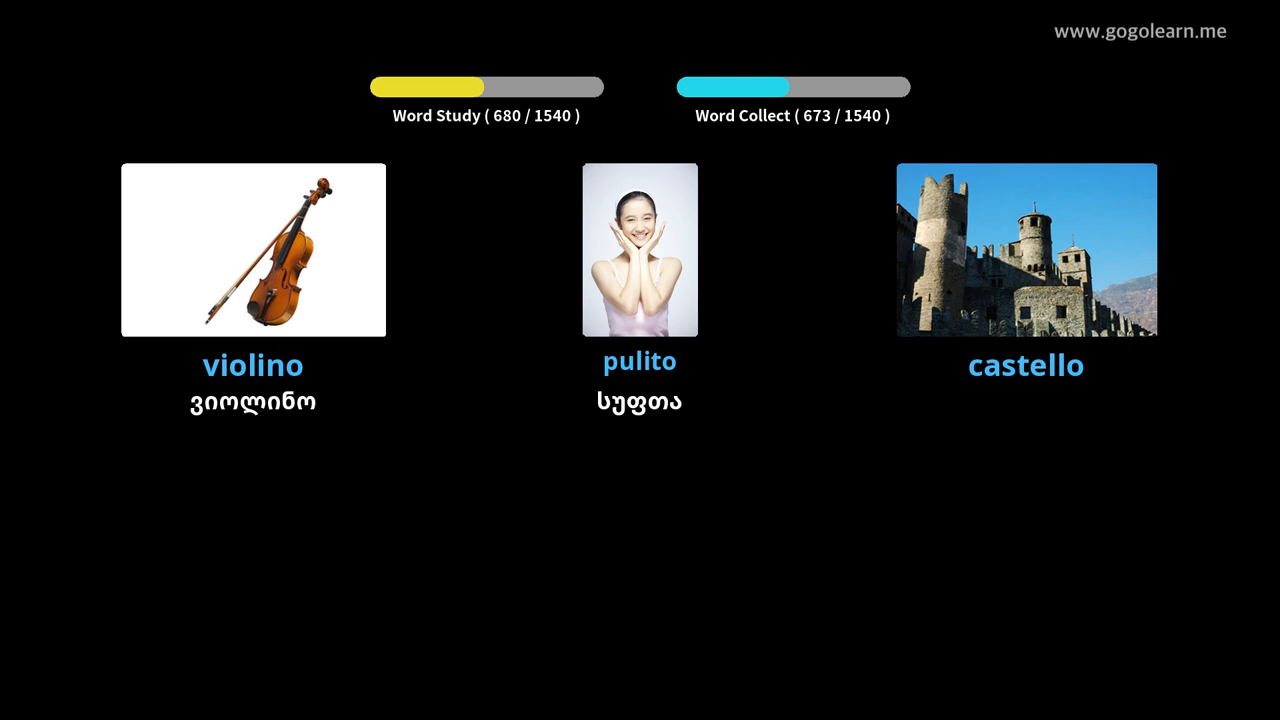 www.gogolearn.me
Word Study ( 680 / 1540 )
Word Collect ( 673 / 1540 )
violino
pulito
castello
ვიოლინო
სუფთა